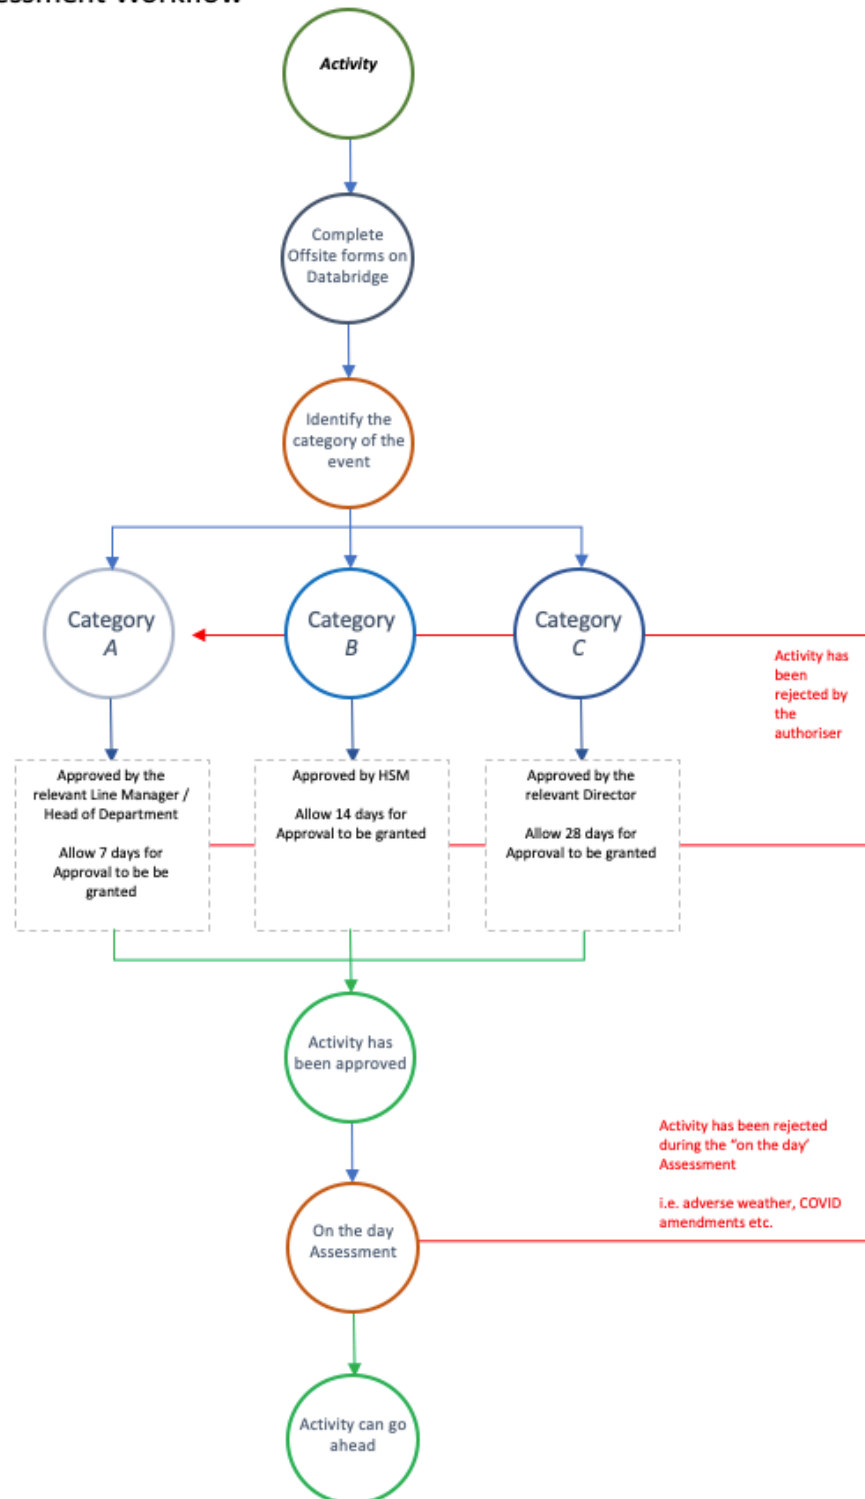 Activity
Complete
Offsite forms on
Databridge
Identify the
category of the
event
Category
A
Category
B
Category
C
Activity has
been
rejected by
the
authoriser
Approved by the
relevant Line Manager /
Head of Department
Allow 7 days for
Approval to be be
granted
Approved by HSM
Allow 14 days for
Approval to be granted
Approved by the
relevant Director
Allow 28 days for
Approval to be granted
Activity has
been approved
Activity has been rejected
during the “on the day’
Assessment
i.e. adverse weather, COVID
amendments etc.
On the day
Assessment
Activity can go
ahead